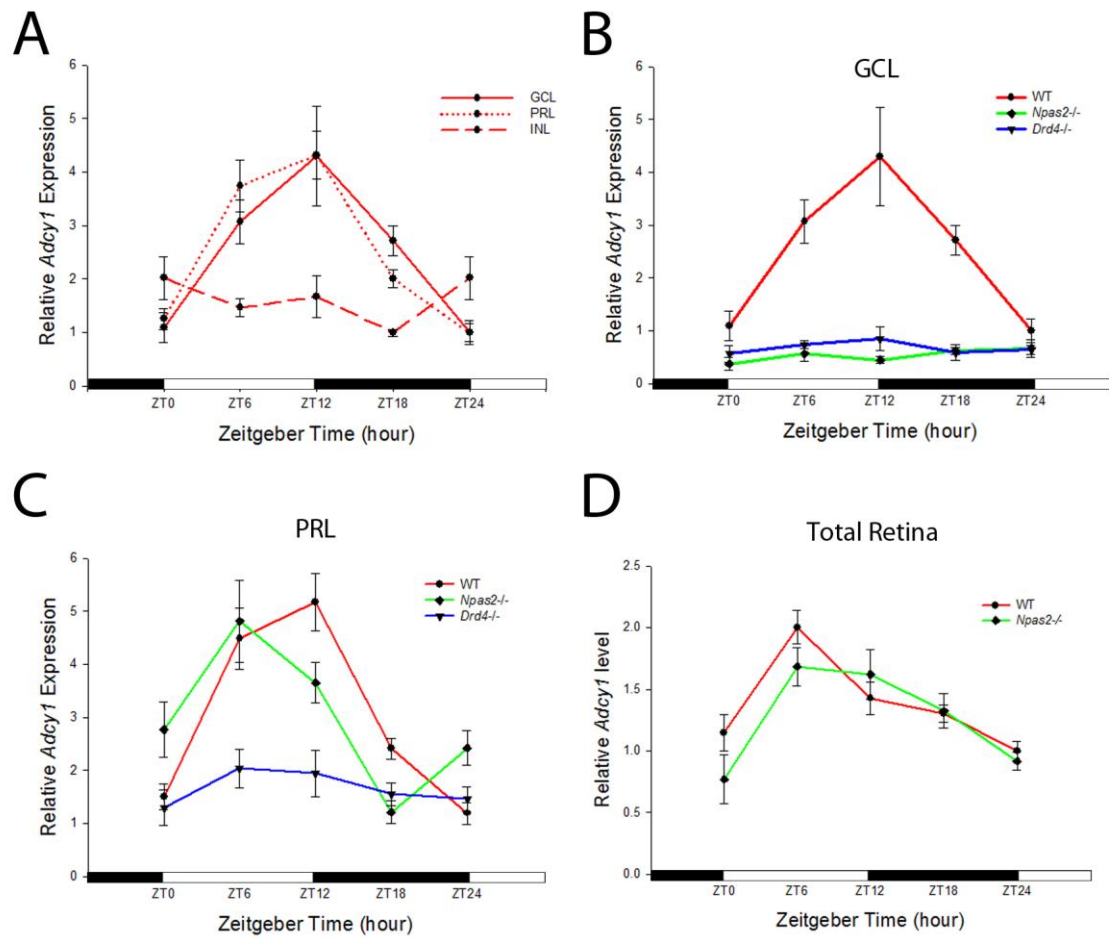 A
6
5
4
3
2
1
0
Relative Adcy1 Expression
GCL
PRL
INL
ZT0 ZT6 ZT12 ZT18 ZT24
Zeitgeber Time (hour)
B
GCL
6
5
4
3
2
1
0
Relative Adcy1 Expression
WT
Npas2-/-
Drd4-/-
ZT0 ZT6 ZT12 ZT18 ZT24
Zeitgeber Time (hour)
C
PRL
6
5
4
3
2
1
0
Relative Adcy1 Expression
WT
Npas2-/-
Drd4-/-
ZT0 ZT6 ZT12 ZT18 ZT24
Zeitgeber Time (hour)
D
Total Retina
2.5
2.0
1.5
1.0
0.5
0.0
Relative Adcy1 level
WT
Npas2-/-
ZT0 ZT6 ZT12 ZT18 ZT24
Zeitgeber Time (hour)